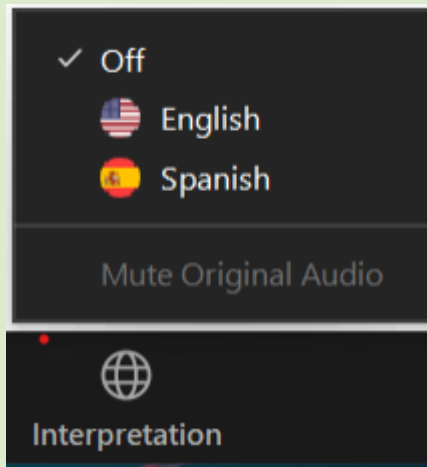 Off
English
Spanish
Mute Original Audio
Interpretation